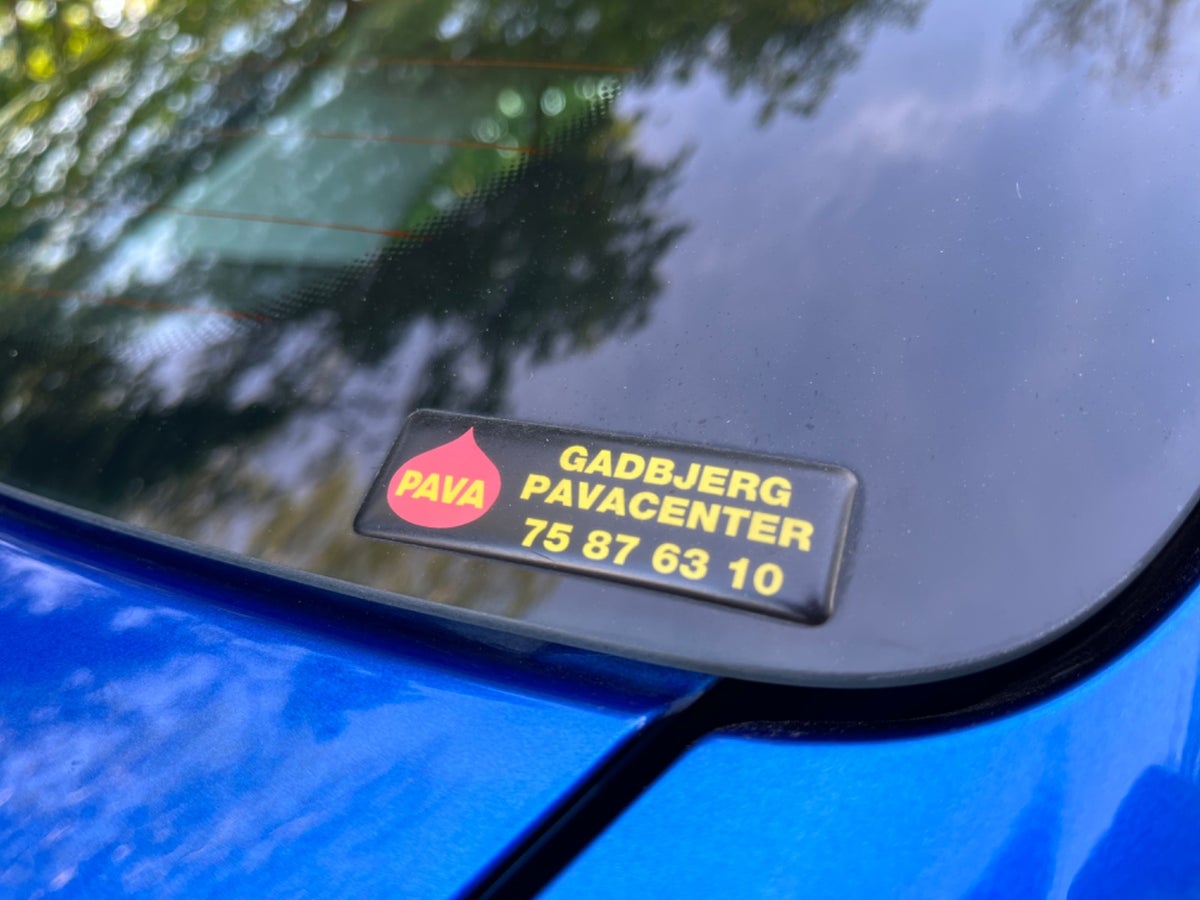 PAVA
GADBJERG
PAVACENTER
75 87 63 10